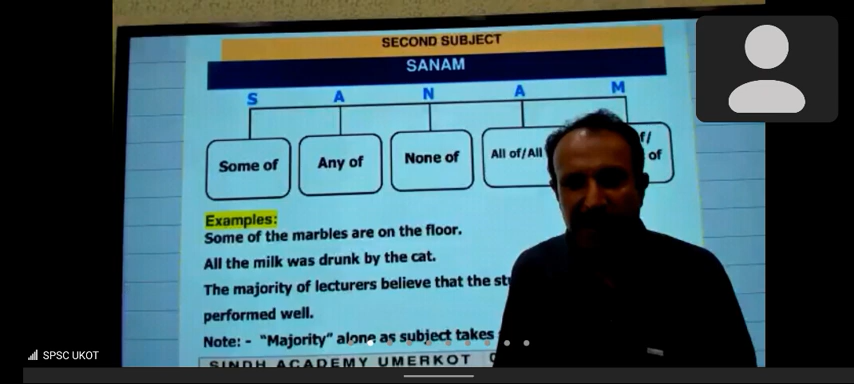 SECOND SUBJECT
SANAM
S A N A M
Some of Any of None of All of/All of
Examples:
Some of the marbles are on the floor.
All the milk was drunk by the cat.
The majority of lecturers believe that the
performed well.
Note: - "Majority" alone as subject takes
SINDH ACADEMY UMERKOT
SPSC UKOT